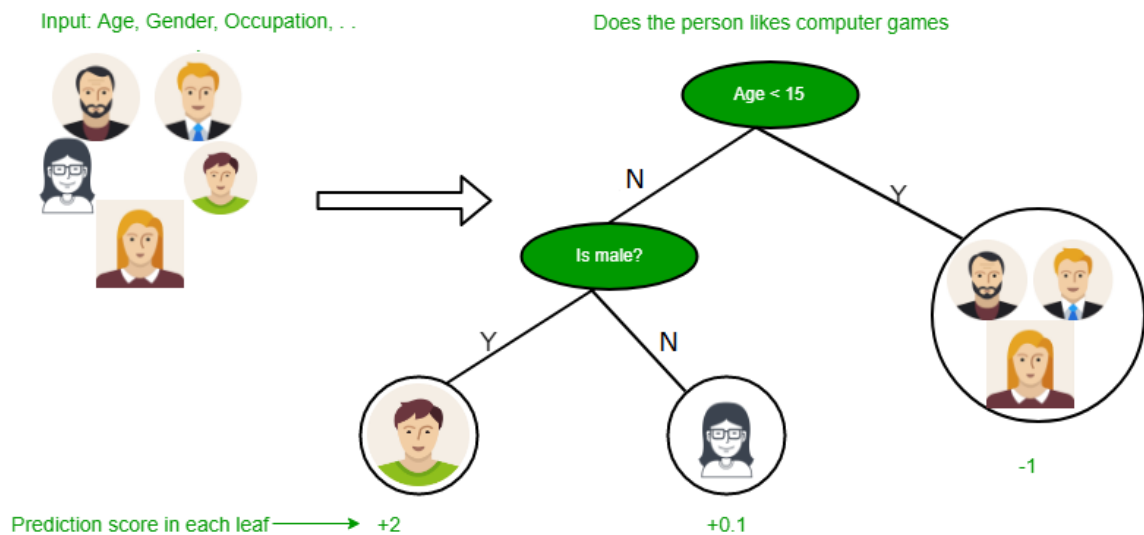 Input: Age, Gender, Occupation, . .
Does the person likes computer games
Age < 15
N
Y
Is male?
Y
N
-1
Prediction score in each leaf
+2
+0.1